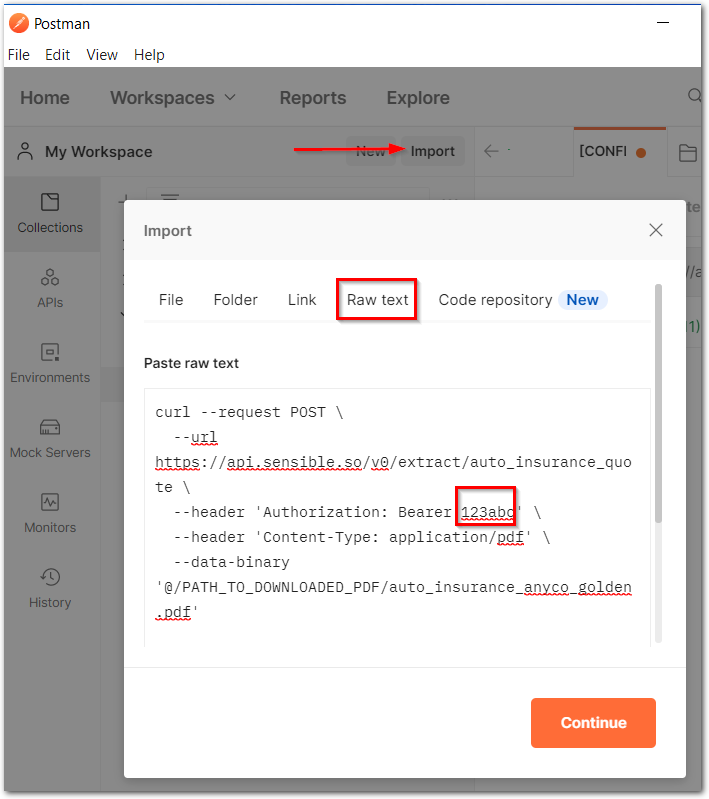 Postman
File Edit View Help
Home Workspaces Reports Explore
My Workspace New Import [CONFI
Collections
APIs
Environments
Mock Servers
Monitors
History
Import
File Folder Link Raw text Code repository New
Paste raw text
curl --request POST \
--url
https://api.sensible.so/v0/extract/auto_insurance_quo
te \
--header 'Authorization: Bearer 123abc' \
--header 'Content-Type: application/pdf' \
--data-binary
'@/PATH_TO_DOWNLOADED_PDF/auto_insurance_anyco_golden
.pdf'
Continue